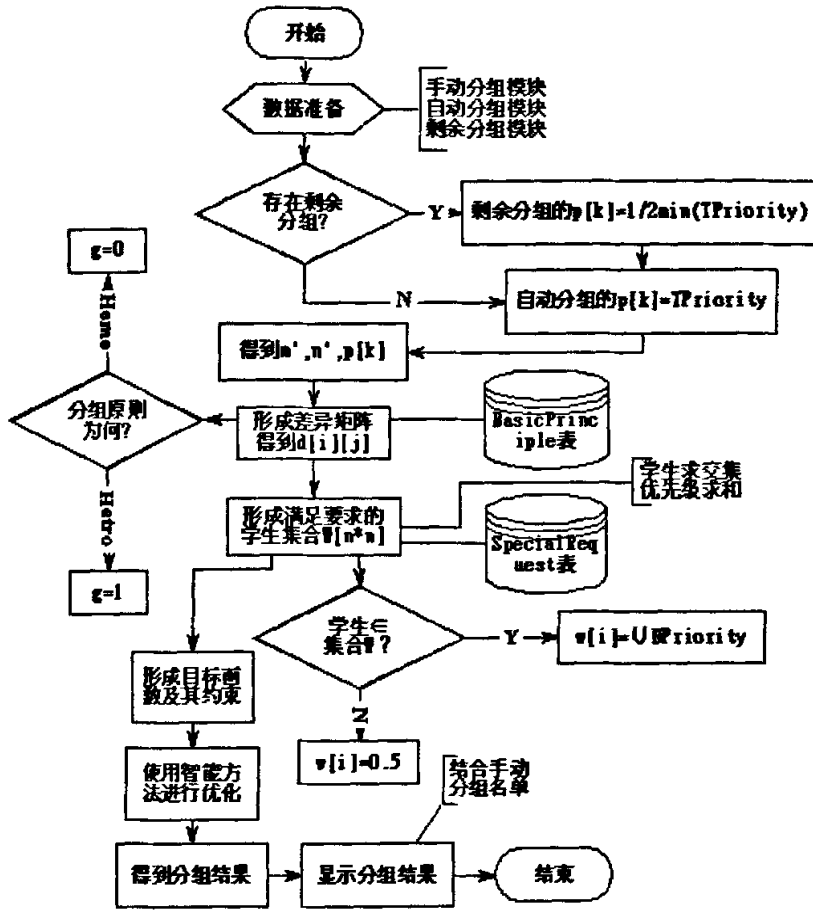 开始
数据准备
手动分组模块
自动分组模块
剩余分组模块
存在剩余
分组?
Y
剩余分组的p[k]=1/2min(TPriority)
N
自动分组的p[k]=TPriority
g=0
Homo
得到m',n',p[k]
分组原则
为何?
形成差异矩阵
得到d[i][j]
BasicPrinc
iple表
Hetro
g=1
形成满足要求的
学生集合W[n*n]
学生求交集
优先级求和
SpecialReq
uest表
学生∈
集合W?
Y
w[i]=∪RPriority
N
w[i]=0.5
形成目标函
数及其约束
使用智能方
法进行优化
结合手动
分组名单
得到分组结果
显示分组结果
结束